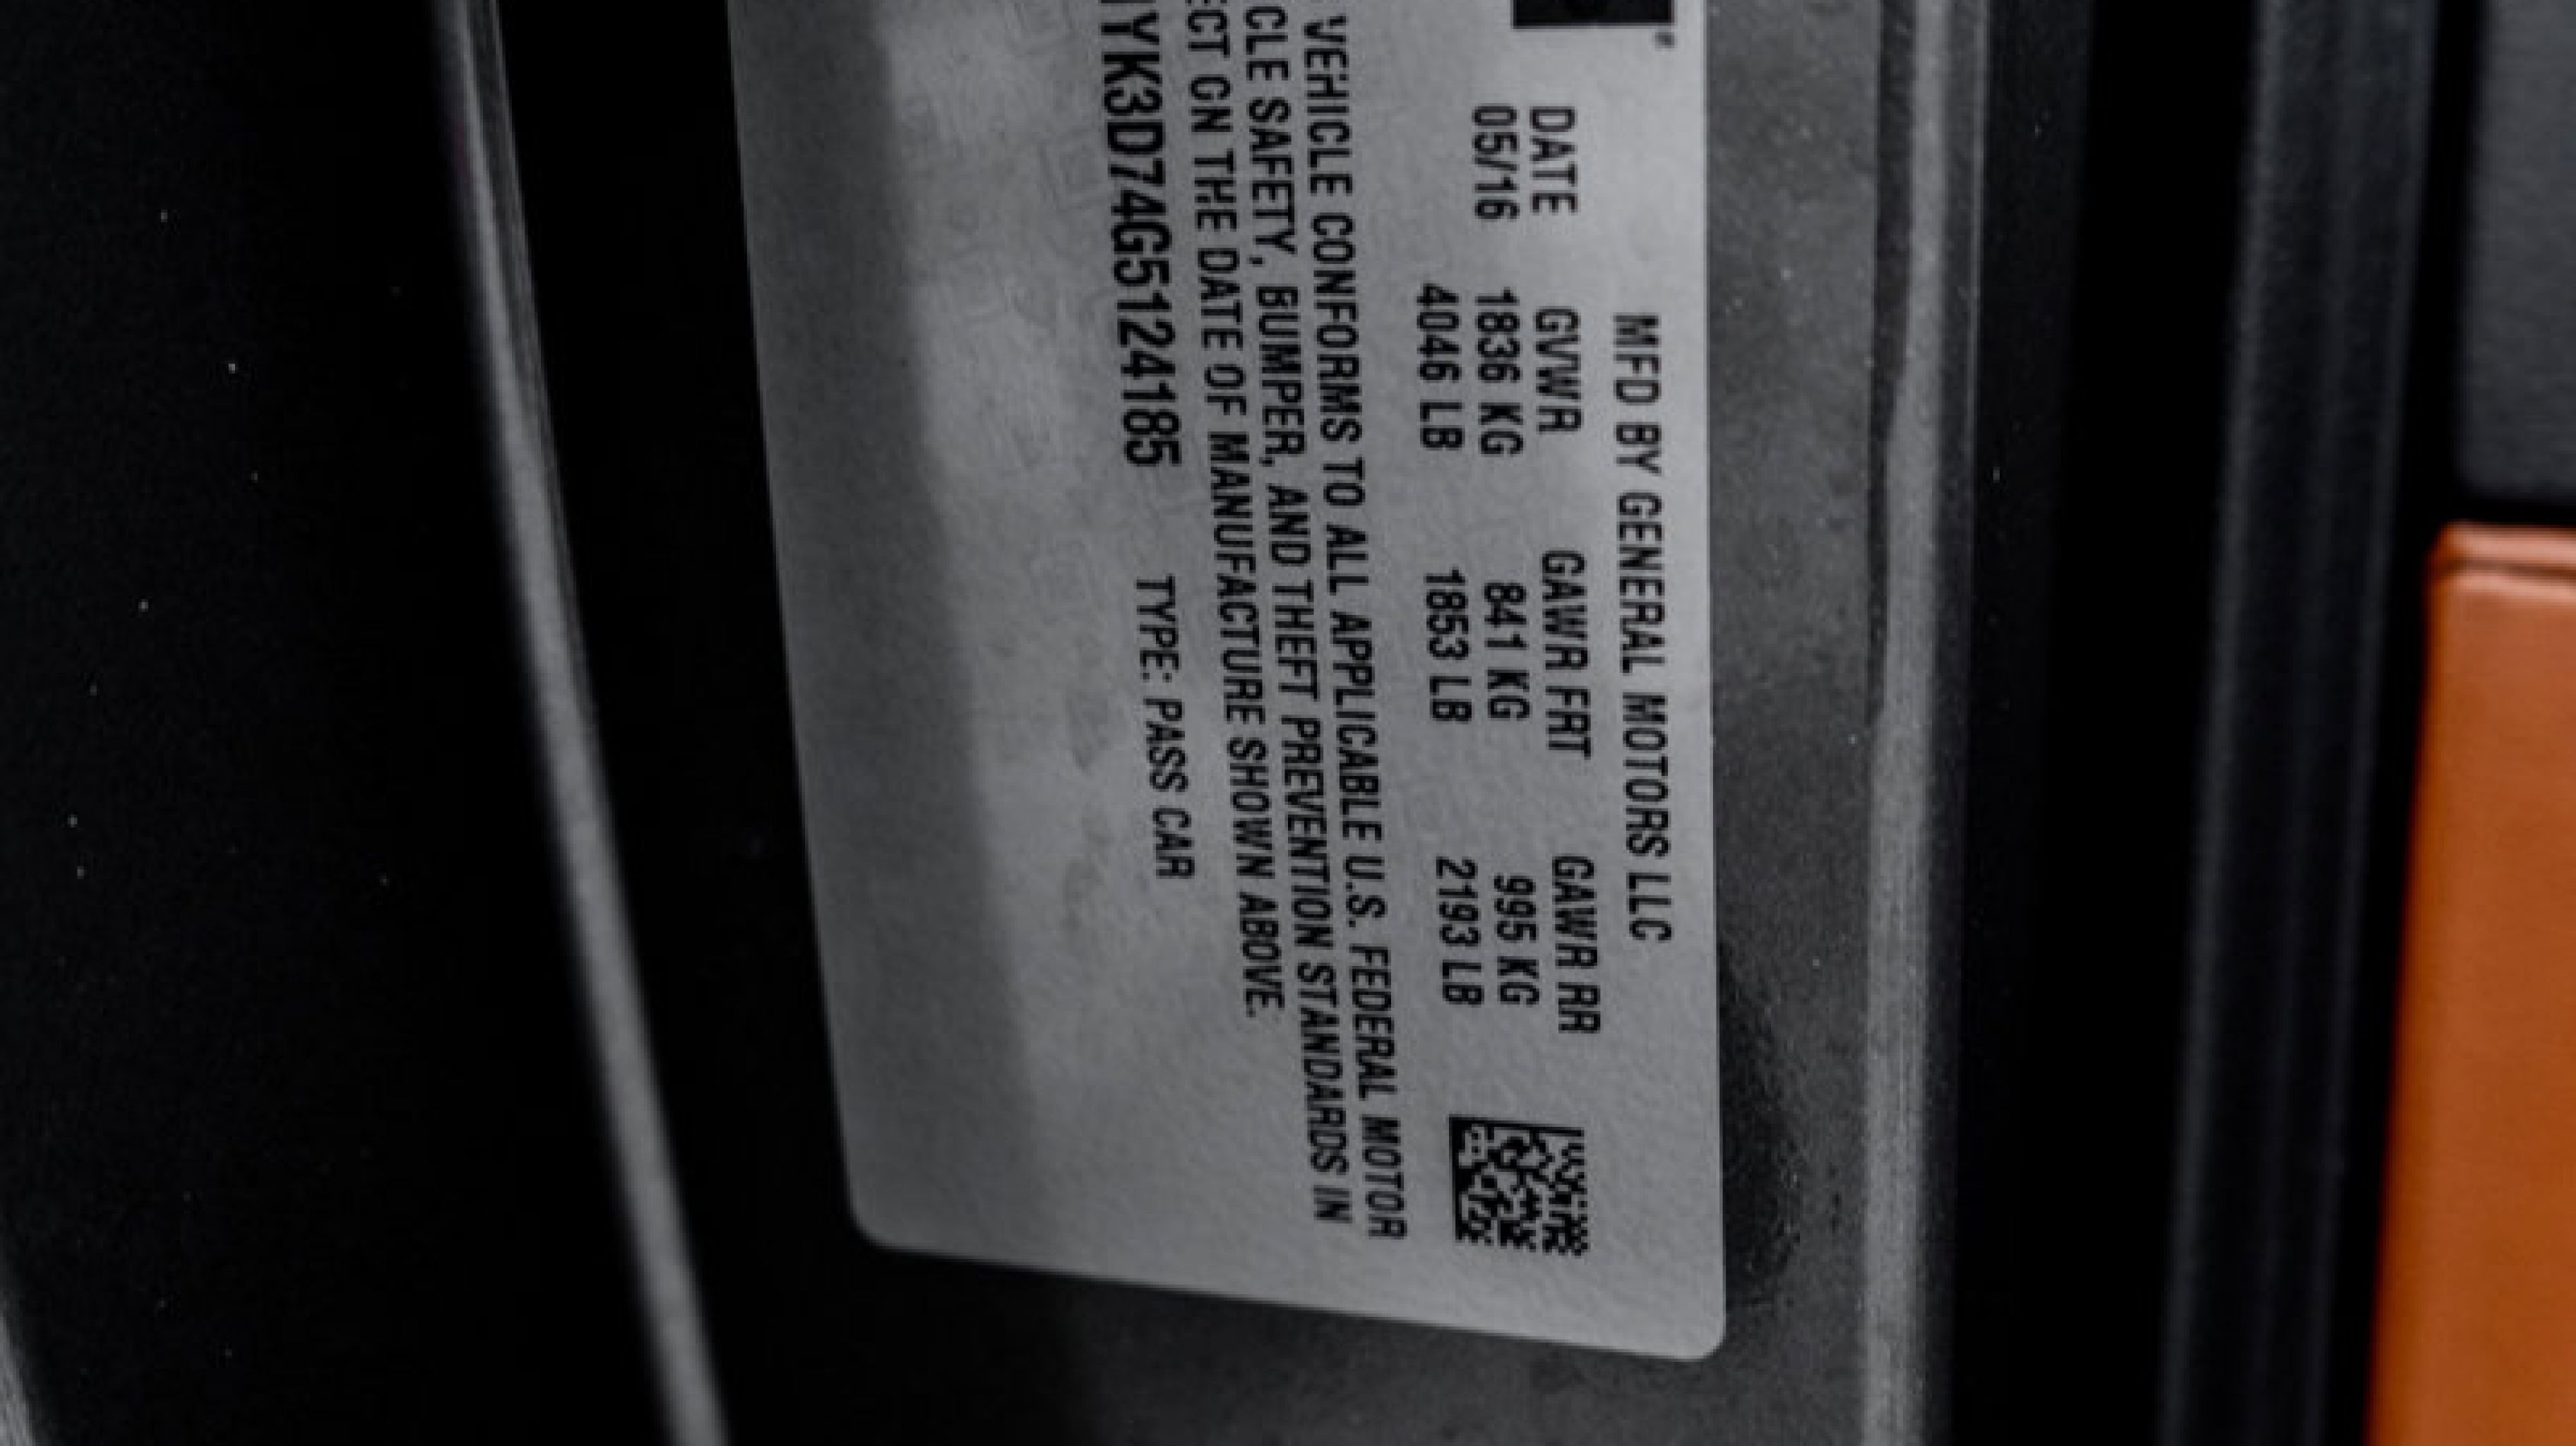 MFD BY GENERAL MOTORS LLC
DATE GVWR GAWR FRT GAWR RR
05/16 1836 KG 841 KG 995 KG
4046 LB 1853 LB 2193 LB
VEHICLE CONFORMS TO ALL APPLICABLE U.S. FEDERAL MOTOR
CLE SAFETY, BUMPER, AND THEFT PREVENTION STANDARDS IN
ECT ON THE DATE OF MANUFACTURE SHOWN ABOVE.
1YK3D74G5124185 TYPE: PASS CAR